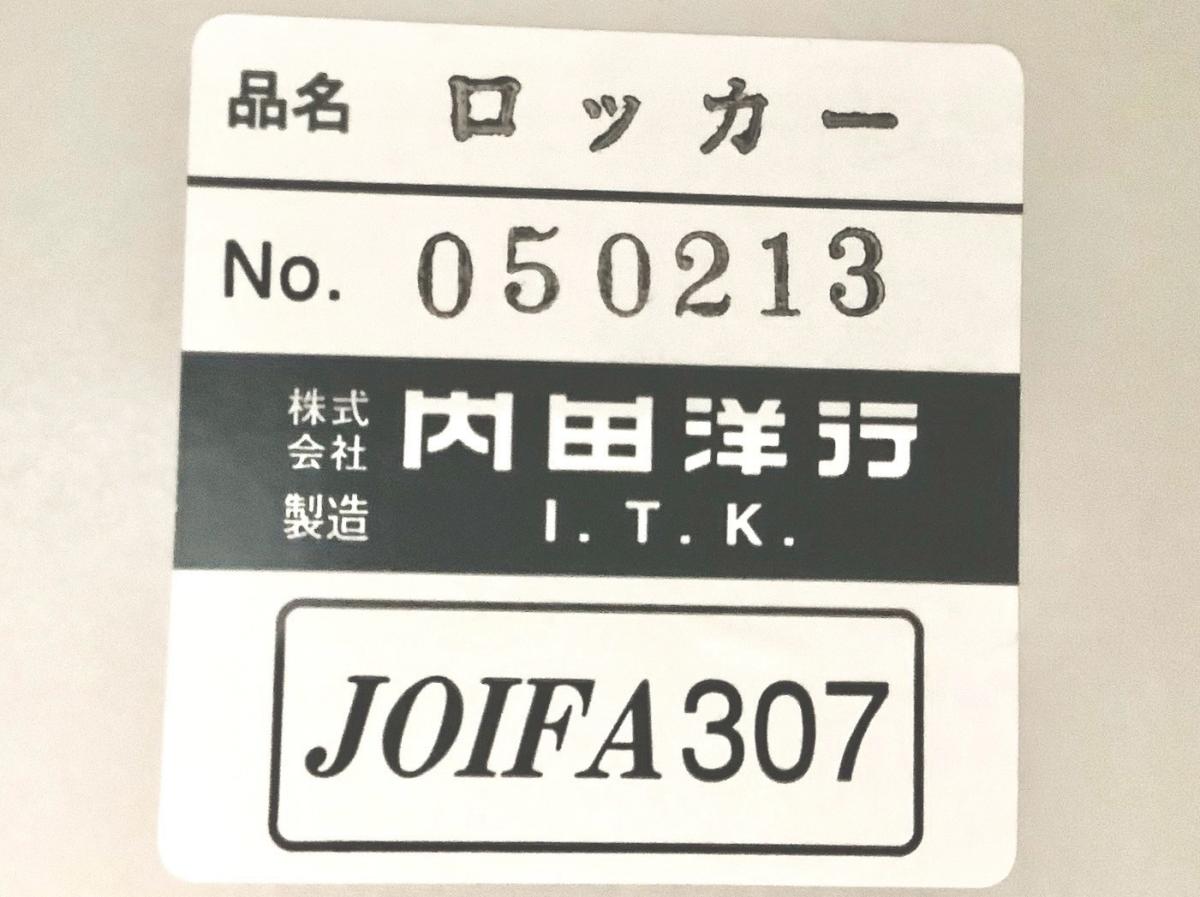 品名 ロッカー
No. 050213
株式会社 内田洋行
製造 I.T.K.
JOIFA307